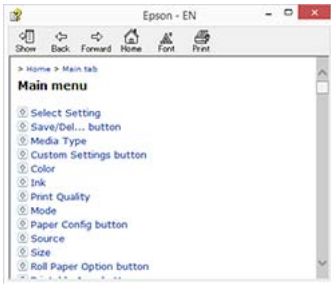 Epson - EN
Show Back Forward Home Font Print
> Home > Main tab
Main menu
Select Setting
Save/Del... button
Media Type
Custom Settings button
Color
Ink
Print Quality
Mode
Paper Config button
Source
Size
Roll Paper Option button